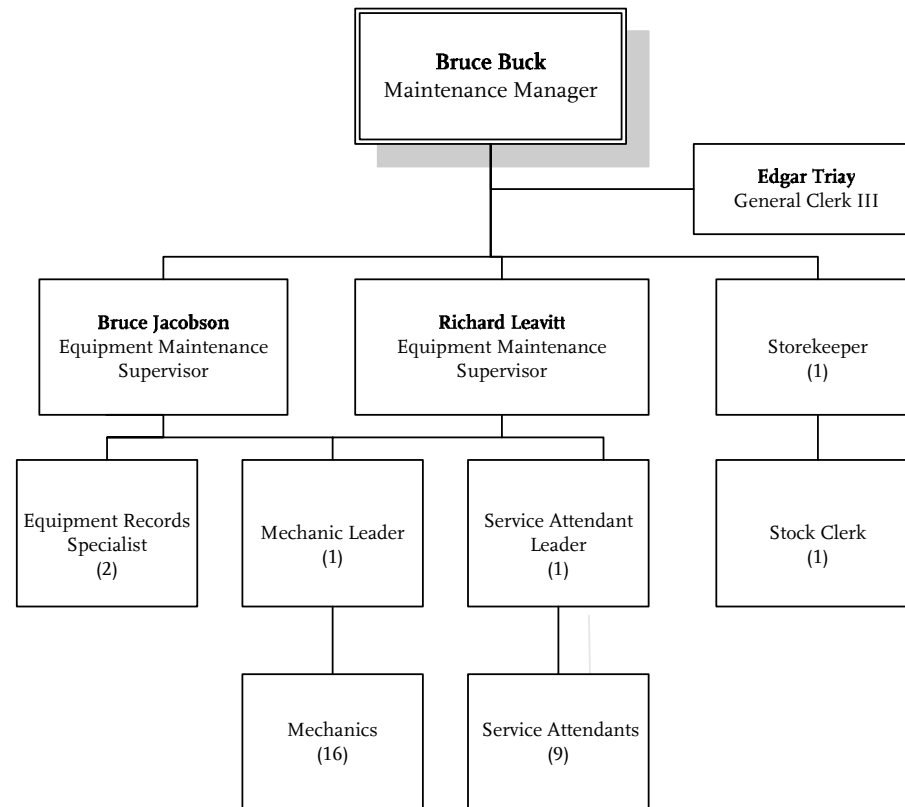 Bruce Buck
Maintenance Manager
Edgar Triay
General Clerk III
Bruce Jacobson
Equipment Maintenance
Supervisor
Richard Leavitt
Equipment Maintenance
Supervisor
Storekeeper
(1)
Equipment Records
Specialist
(2)
Mechanic Leader
(1)
Service Attendant
Leader
(1)
Stock Clerk
(1)
Mechanics
(16)
Service Attendants
(9)